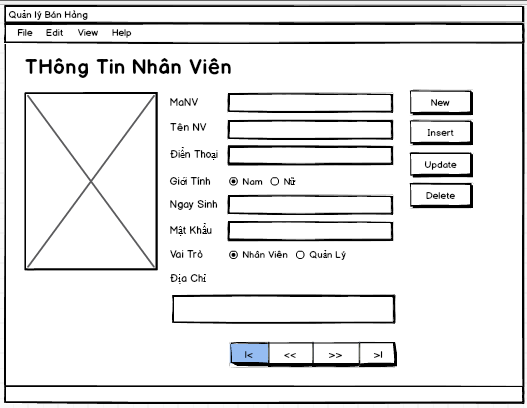 Quản lý Bán Hàng
File Edit View Help
THông Tin Nhân Viên
MaNV
New
Tên NV
Insert
Điền Thoại
Update
Giới Tính Nam Nữ
Delete
Ngay Sinh
Mật Khẩu
Vai Trò Nhân Viên Quản Lý
Địa Chỉ
|< << >> >|